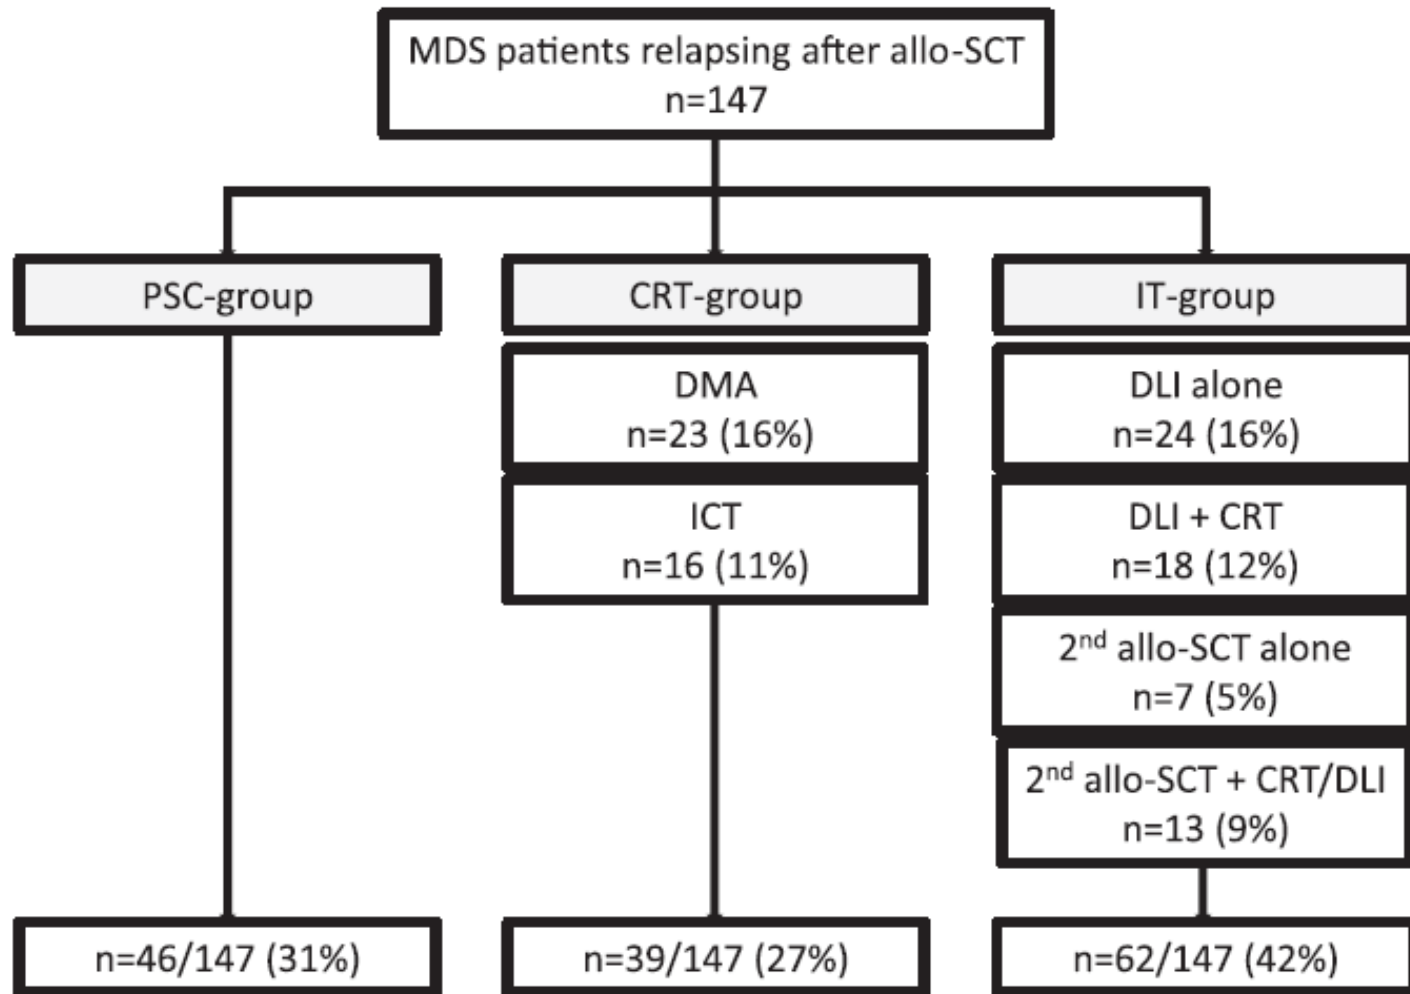 MDS patients relapsing after allo-SCT
n=147
PSC-group
CRT-group
IT-group
DMA
n=23 (16%)
ICT
n=16 (11%)
DLI alone
n=24 (16%)
DLI + CRT
n=18 (12%)
2nd allo-SCT alone
n=7 (5%)
2nd allo-SCT + CRT/DLI
n=13 (9%)
n=46/147 (31%)
n=39/147 (27%)
n=62/147 (42%)